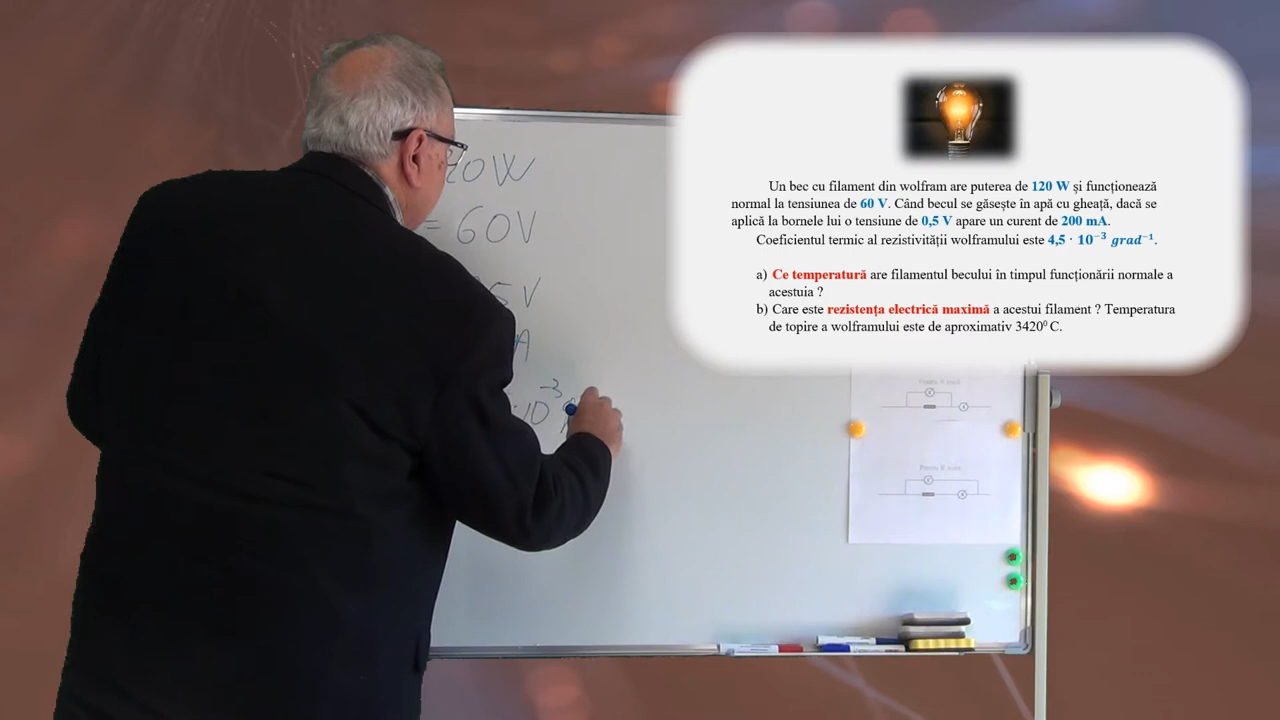 Un bec cu filament din wolfram are puterea de 120 W și funcționează
normal la tensiunea de 60 V. Când becul se găsește în apă cu gheață, dacă se
aplică la bornele lui o tensiune de 0,5 V apare un curent de 200 mA.
Coeficientul termic al rezistivității wolframului este 4,5 · 10⁻³ grad⁻¹.
a) Ce temperatură are filamentul becului în timpul funcționării normale a
acestuia ?
b) Care este rezistența electrică maximă a acestui filament ? Temperatura
de topire a wolframului este de aproximativ 3420⁰ C.
20W
= 60V
5 V
A
·10⁻³